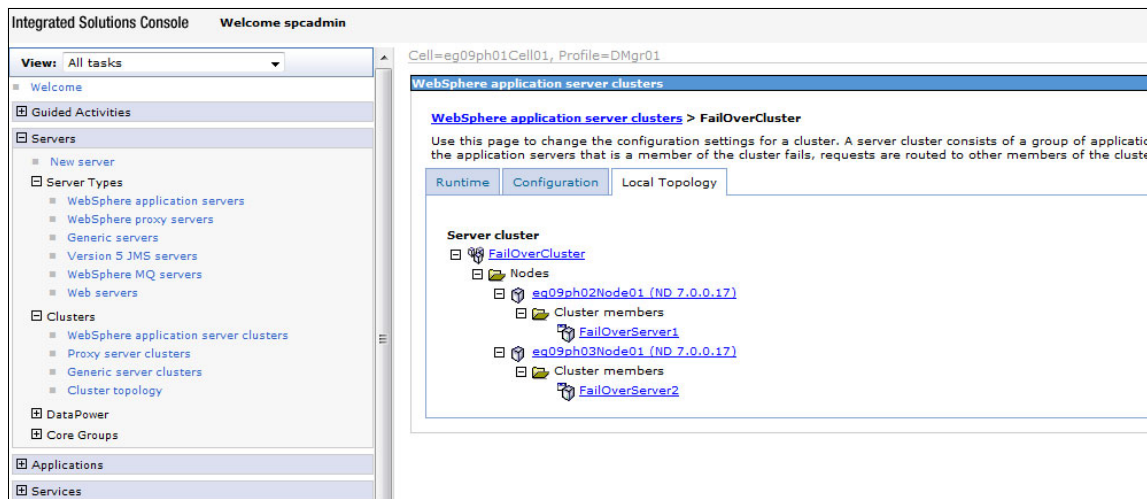 Integrated Solutions Console Welcome spcadmin
View: All tasks
Welcome
Guided Activities
Servers
New server
Server Types
WebSphere application servers
WebSphere proxy servers
Generic servers
Version 5 JMS servers
WebSphere MQ servers
Web servers
Clusters
WebSphere application server clusters
Proxy server clusters
Generic server clusters
Cluster topology
DataPower
Core Groups
Applications
Services
Cell=eg09ph01Cell01, Profile=DMgr01
WebSphere application server clusters
WebSphere application server clusters > FailOverCluster
Use this page to change the configuration settings for a cluster. A server cluster consists of a group of applicatio
the application servers that is a member of the cluster fails, requests are routed to other members of the cluste
Runtime Configuration Local Topology
Server cluster
FailOverCluster
Nodes
eg09ph02Node01 (ND 7.0.0.17)
Cluster members
FailOverServer1
eg09ph03Node01 (ND 7.0.0.17)
Cluster members
FailOverServer2